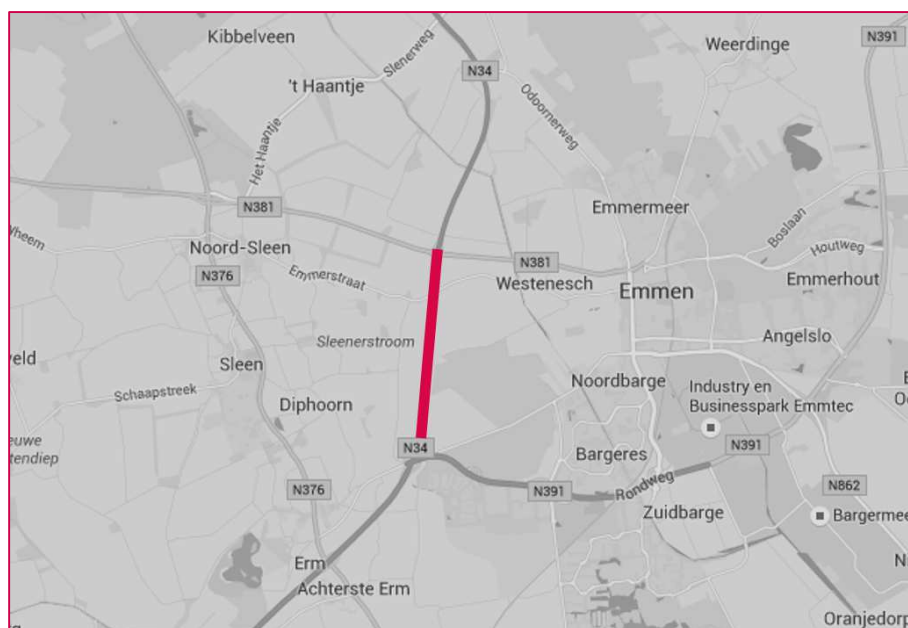 Kibbelveen
Weerdinge
N391
Slenerweg
N34
't Haantje
Odoornerweg
Het Haantje
N381
Emmermeer
Boslaan
Noord-Sleen
Houtweg
N381
N376
Emmerstraat
Westenesch
Emmen
Emmerhout
Sleenerstroom
Angelslo
Sleen
Noordbarge
Schaapstreek
Diphoorn
Industry en
Businesspark Emmtec
N34
Bargeres
N391
N376
N391
Rondweg
N862
Zuidbarge
Bargermee
Erm
Achterste Erm
Oranjedorp